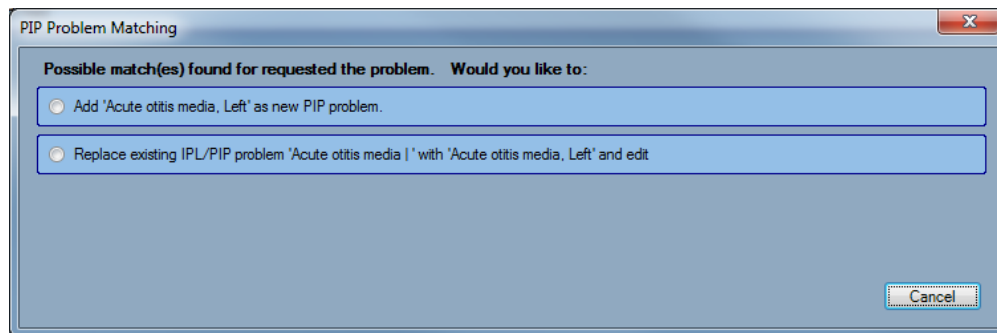 PIP Problem Matching
Possible match(es) found for requested the problem. Would you like to:
Add 'Acute otitis media, Left' as new PIP problem.
Replace existing IPL/PIP problem 'Acute otitis media | ' with 'Acute otitis media, Left' and edit
Cancel